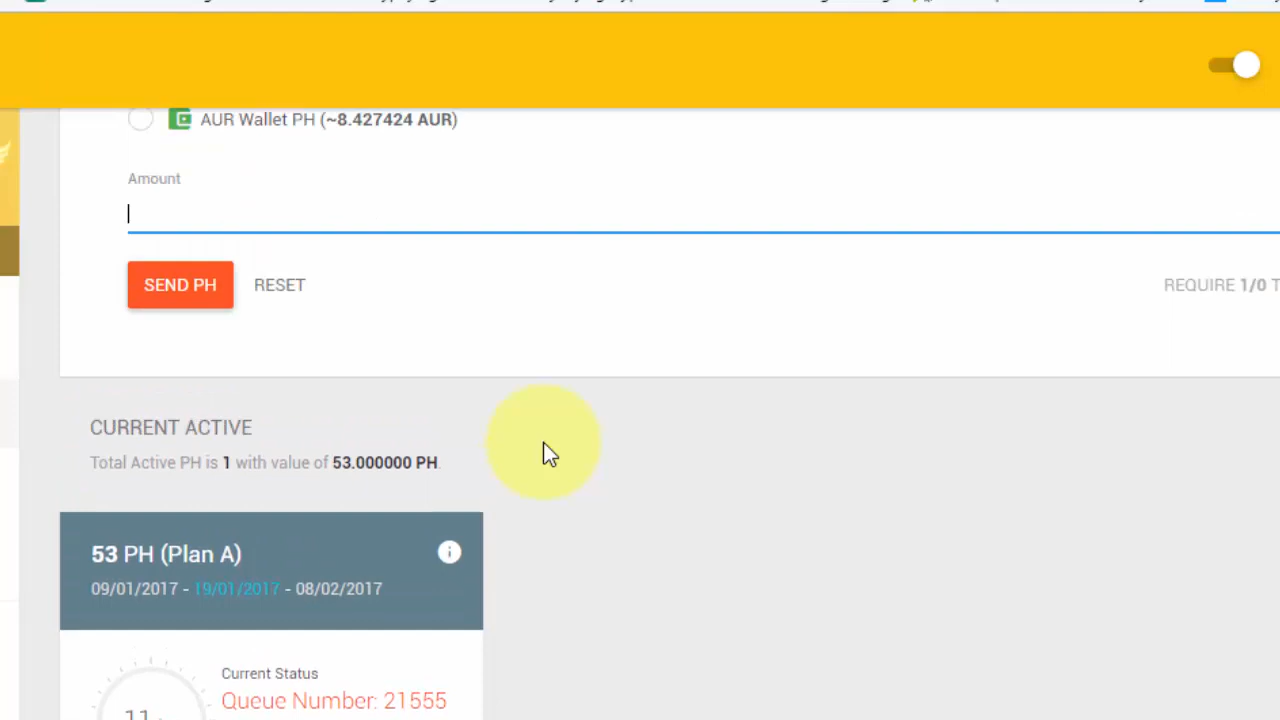 AUR Wallet PH (~8.427424 AUR)
Amount
SEND PH RESET REQUIRE 1/0 T
CURRENT ACTIVE
Total Active PH is 1 with value of 53.000000 PH.
53 PH (Plan A)
09/01/2017 - 19/01/2017 - 08/02/2017
Current Status
Queue Number: 21555
11